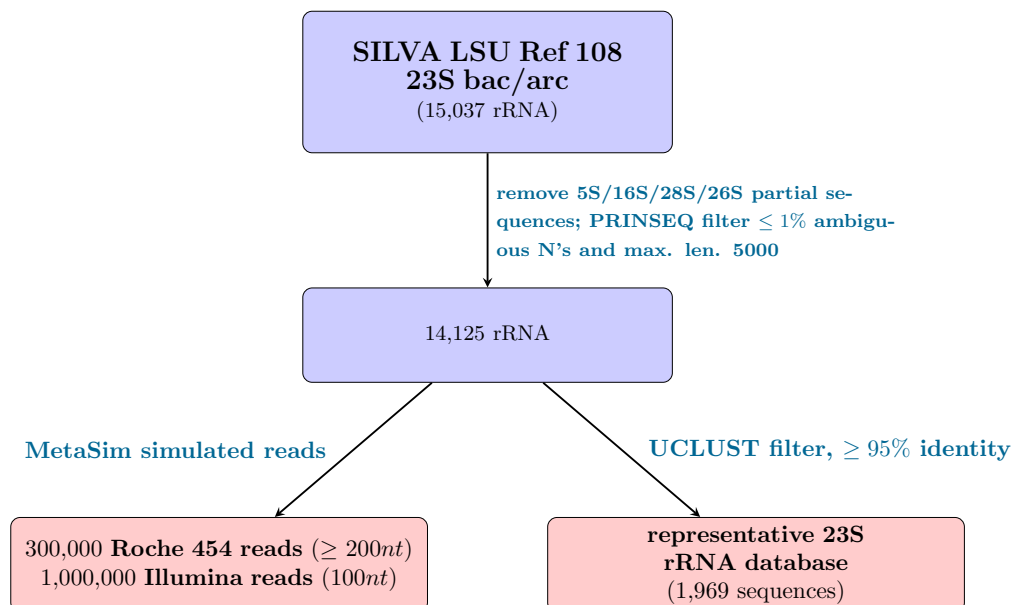 SILVA LSU Ref 108
23S bac/arc
(15,037 rRNA)
remove 5S/16S/28S/26S partial se-
quences; PRINSEQ filter ≤ 1% ambigu-
ous N's and max. len. 5000
14,125 rRNA
MetaSim simulated reads
UCLUST filter, ≥ 95% identity
300,000 Roche 454 reads (≥ 200nt)
1,000,000 Illumina reads (100nt)
representative 23S
rRNA database
(1,969 sequences)